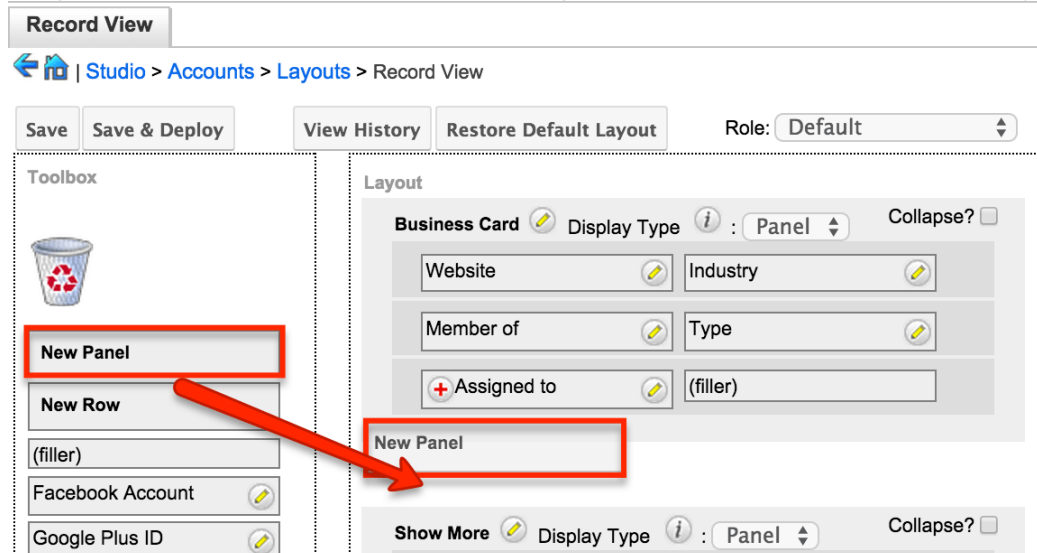 Record View
| Studio > Accounts > Layouts > Record View
Save Save & Deploy View History Restore Default Layout Role: Default
Toolbox
New Panel
New Row
(filler)
Facebook Account
Google Plus ID
Layout
Business Card Display Type i : Panel Collapse?
Website Industry
Member of Type
Assigned to (filler)
New Panel
Show More Display Type i : Panel Collapse?